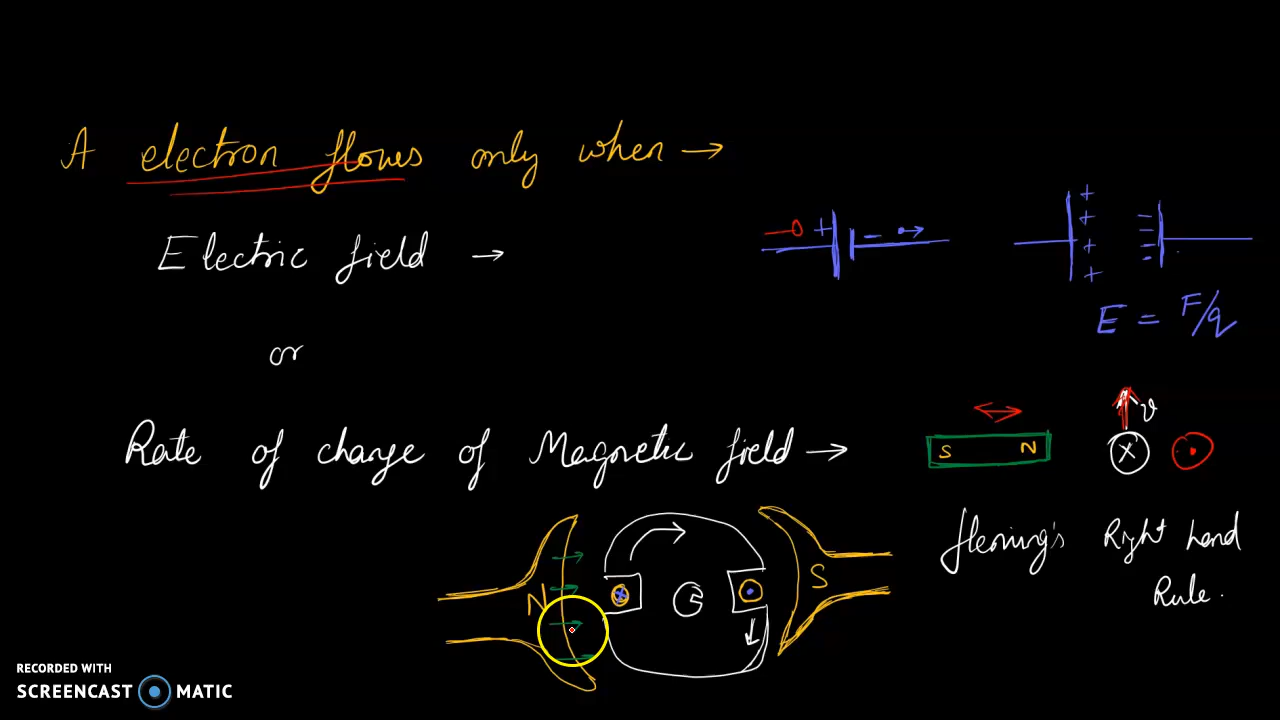 A electron flows only when →
Electric field →
+ −
+ + + +
− − − −
E = F/q
or
Rate of change of Magnetic field →
S N
v
X
Fleming's Right hand
Rule.
N
S
G
RECORDED WITH
SCREENCAST MATIC